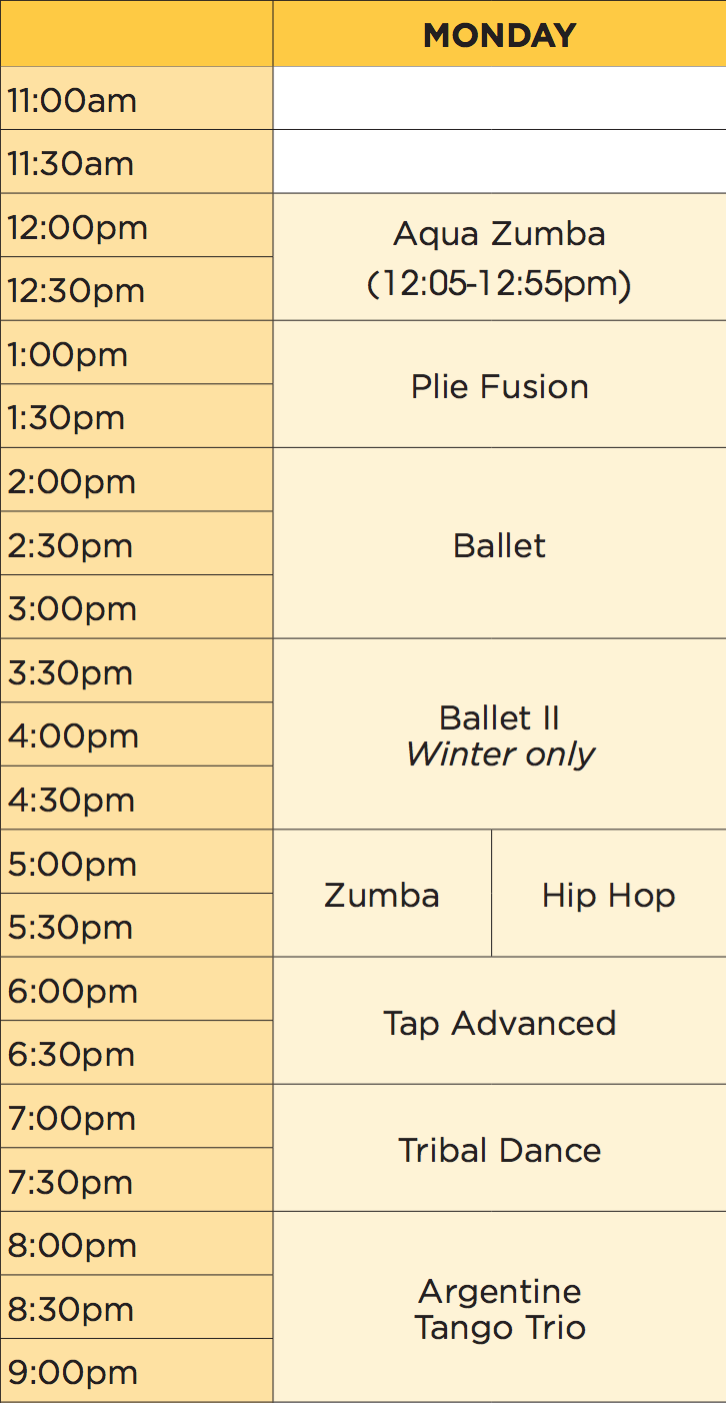 MONDAY
11:00am
11:30am
12:00pm
Aqua Zumba
(12:05-12:55pm)
12:30pm
1:00pm
Plie Fusion
1:30pm
2:00pm
2:30pm
Ballet
3:00pm
3:30pm
Ballet II
Winter only
4:00pm
4:30pm
5:00pm
Zumba
Hip Hop
5:30pm
6:00pm
Tap Advanced
6:30pm
7:00pm
Tribal Dance
7:30pm
8:00pm
Argentine
Tango Trio
8:30pm
9:00pm